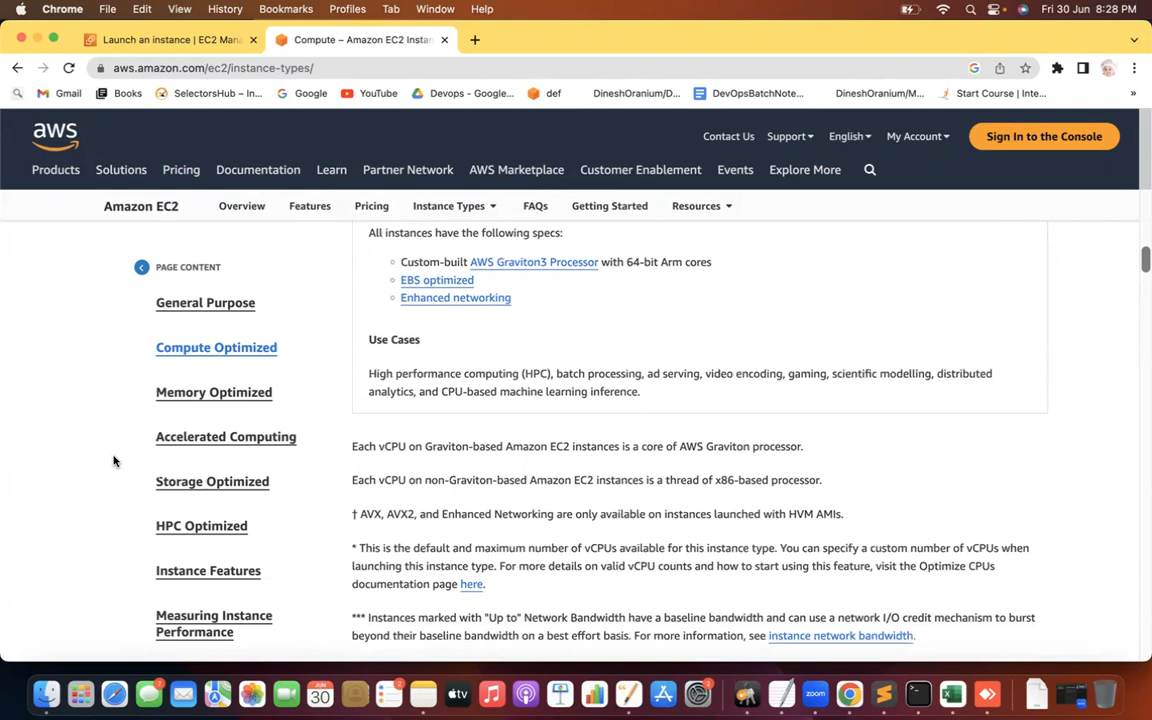 Chrome File Edit View History Bookmarks Profiles Tab Window Help Fri 30 Jun 8:28 PM
Launch an instance | EC2 Mana Compute – Amazon EC2 Instan
aws.amazon.com/ec2/instance-types/
Gmail Books SelectorsHub – In... Google YouTube Devops - Google... def DineshOranium/D... DevOpsBatchNote... DineshOranium/M... Start Course | Inte... »
aws
Contact Us Support English My Account Sign In to the Console
Products Solutions Pricing Documentation Learn Partner Network AWS Marketplace Customer Enablement Events Explore More
Amazon EC2 Overview Features Pricing Instance Types FAQs Getting Started Resources
PAGE CONTENT
General Purpose
Compute Optimized
Memory Optimized
Accelerated Computing
Storage Optimized
HPC Optimized
Instance Features
Measuring Instance
Performance
All instances have the following specs:
Custom-built AWS Graviton3 Processor with 64-bit Arm cores
EBS optimized
Enhanced networking
Use Cases
High performance computing (HPC), batch processing, ad serving, video encoding, gaming, scientific modelling, distributed
analytics, and CPU-based machine learning inference.
Each vCPU on Graviton-based Amazon EC2 instances is a core of AWS Graviton processor.
Each vCPU on non-Graviton-based Amazon EC2 instances is a thread of x86-based processor.
† AVX, AVX2, and Enhanced Networking are only available on instances launched with HVM AMIs.
* This is the default and maximum number of vCPUs available for this instance type. You can specify a custom number of vCPUs when
launching this instance type. For more details on valid vCPU counts and how to start using this feature, visit the Optimize CPUs
documentation page here.
*** Instances marked with "Up to" Network Bandwidth have a baseline bandwidth and can use a network I/O credit mechanism to burst
beyond their baseline bandwidth on a best effort basis. For more information, see instance network bandwidth.
JUN
30
tv
zoom